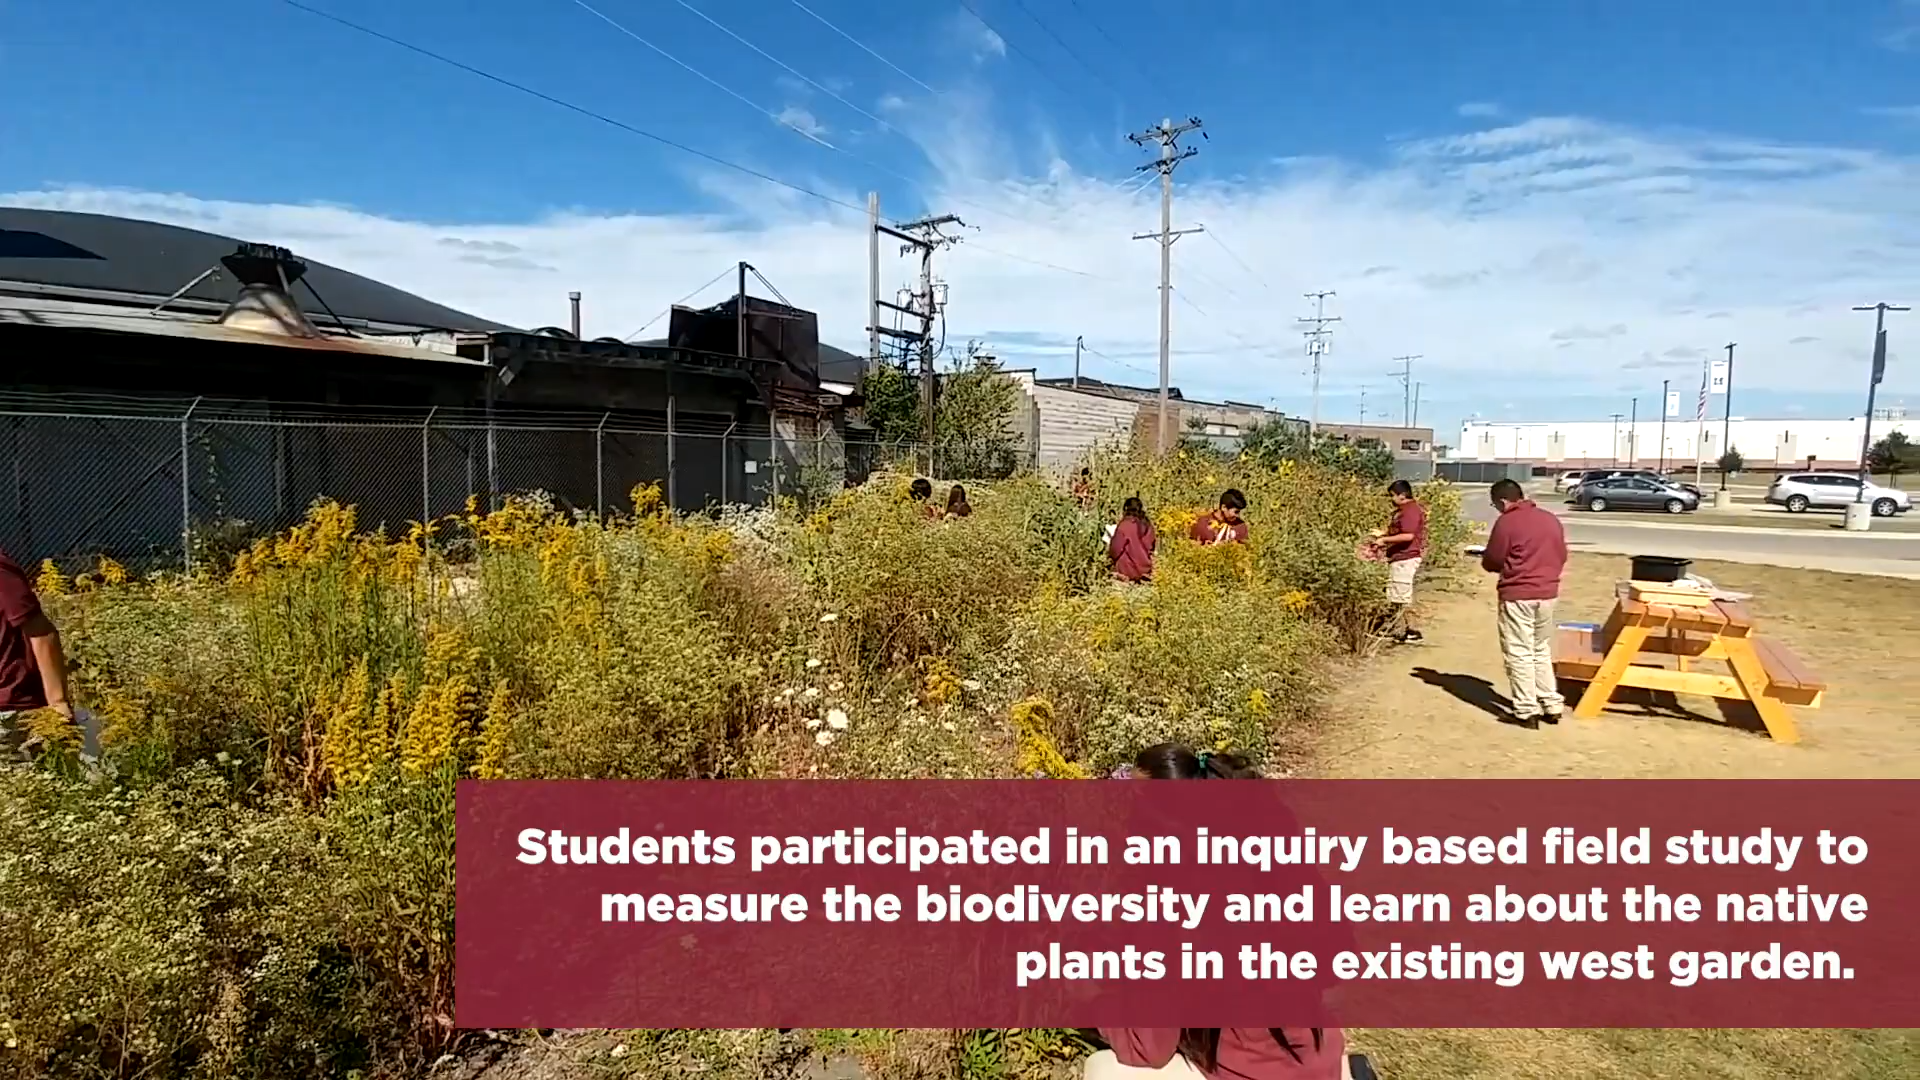 Students participated in an inquiry based field study to
measure the biodiversity and learn about the native
plants in the existing west garden.